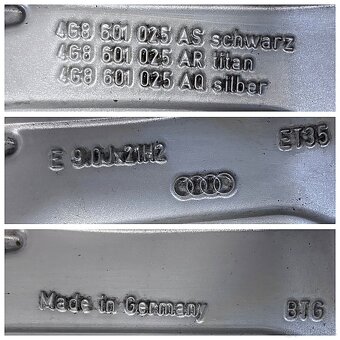 4G8 601 025 AS schwarz
4G8 601 025 AR titan
4G8 601 025 AQ silber
ET35
E 9.0Jx21H2
Made in Germany
BT6